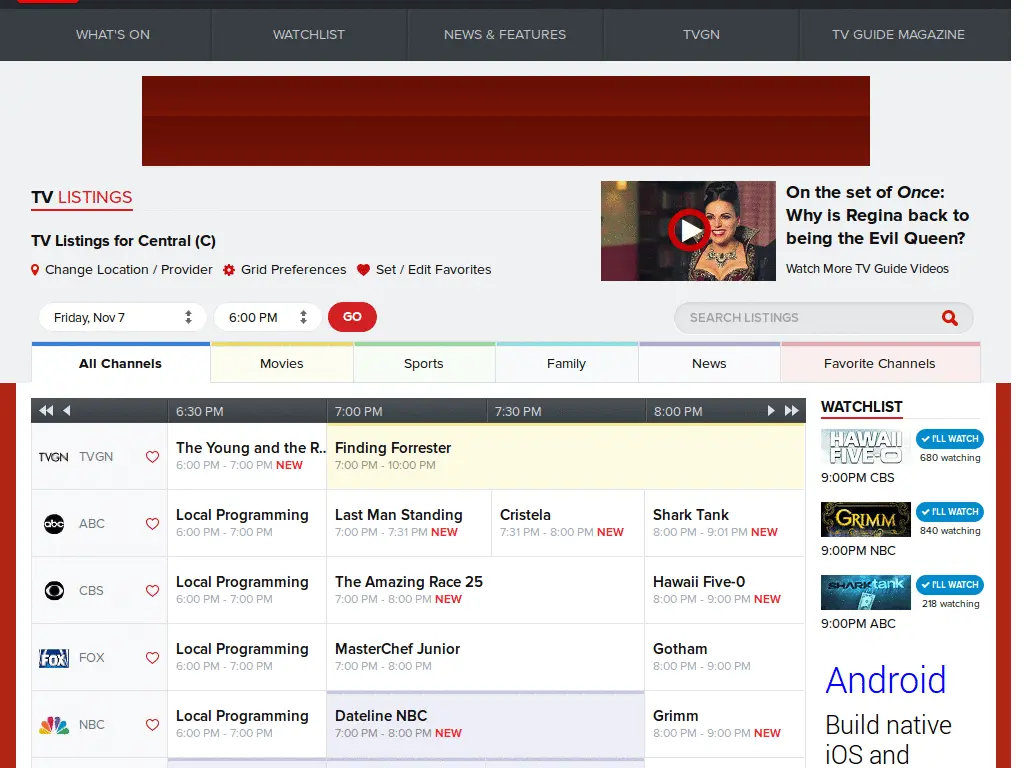 WHAT'S ON
WATCHLIST
NEWS & FEATURES
TVGN
TV GUIDE MAGAZINE
TV LISTINGS
On the set of Once:
Why is Regina back to
being the Evil Queen?
Watch More TV Guide Videos
TV Listings for Central (C)
Change Location / Provider
Grid Preferences
Set / Edit Favorites
Friday, Nov 7
6:00 PM
GO
SEARCH LISTINGS
All Channels
Movies
Sports
Family
News
Favorite Channels
6:30 PM
7:00 PM
7:30 PM
8:00 PM
TVGN
TVGN
The Young and the R..
6:00 PM - 7:00 PM NEW
Finding Forrester
7:00 PM - 10:00 PM
abc
ABC
Local Programming
6:00 PM - 7:00 PM
Last Man Standing
7:00 PM - 7:31 PM NEW
Cristela
7:31 PM - 8:00 PM NEW
Shark Tank
8:00 PM - 9:01 PM NEW
CBS
Local Programming
6:00 PM - 7:00 PM
The Amazing Race 25
7:00 PM - 8:00 PM NEW
Hawaii Five-0
8:00 PM - 9:00 PM NEW
FOX
FOX
Local Programming
6:00 PM - 7:00 PM
MasterChef Junior
7:00 PM - 8:00 PM
Gotham
8:00 PM - 9:00 PM
NBC
Local Programming
6:00 PM - 7:00 PM
Dateline NBC
7:00 PM - 8:00 PM NEW
Grimm
8:00 PM - 9:00 PM NEW
WATCHLIST
HAWAII
FIVE-O
I'LL WATCH
680 watching
9:00PM CBS
GRIMM
I'LL WATCH
840 watching
9:00PM NBC
SHARK tank
I'LL WATCH
218 watching
9:00PM ABC
Android
Build native
iOS and